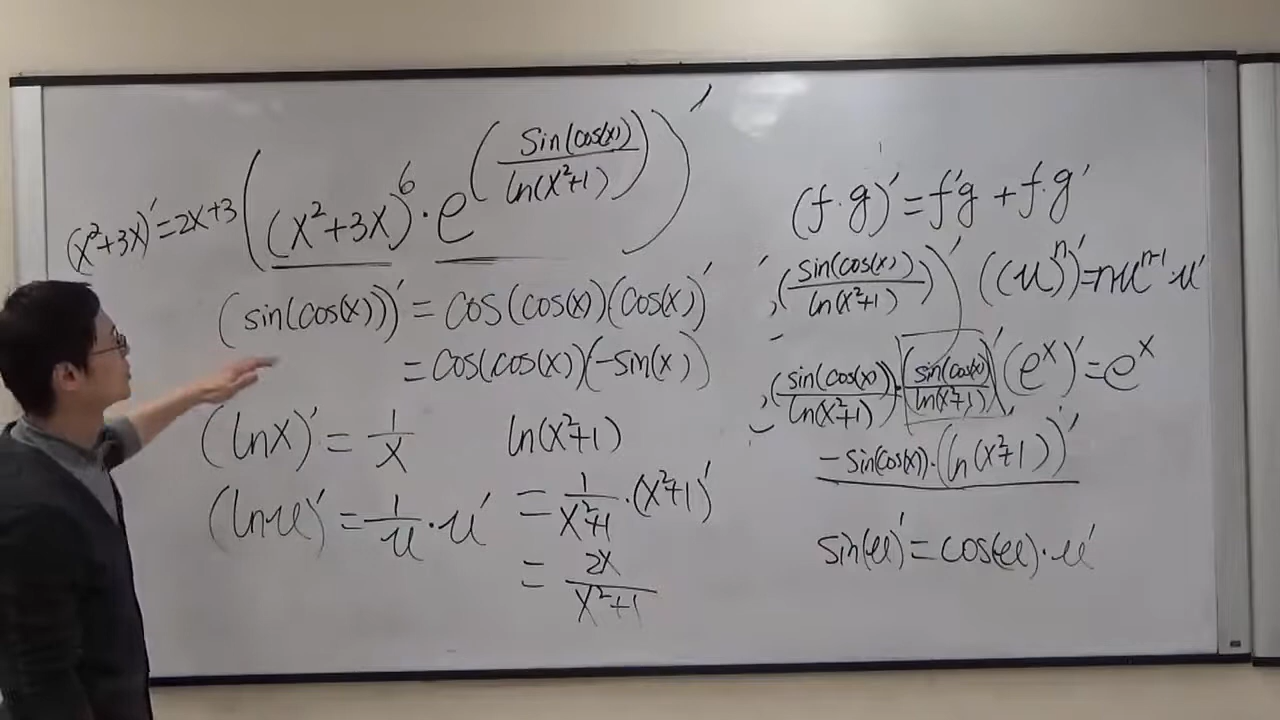 (x²+3x)'=2x+3 ((x²+3x)⁶·e^(sin(cos(x))/ln(x²+1)))'
(sin(cos(x)))' = cos(cos(x))(cos(x))'
=cos(cos(x))(-sin(x))
(lnx)' = 1/x
(lnu)' = 1/u·u'
ln(x²+1)
= 1/(x²+1)·(x²+1)'
= 2x/(x²+1)
(f·g)'=f'g+f·g'
(sin(cos(x))/ln(x²+1))'
((u)ⁿ)'=nuⁿ⁻¹·u'
(sin(cos(x))/ln(x²+1))·(sin(cos(x))/ln(x²+1))'
(eˣ)'=eˣ
-sin(cos(x))·(ln(x²+1))'
sin(u)'=cos(u)·u'